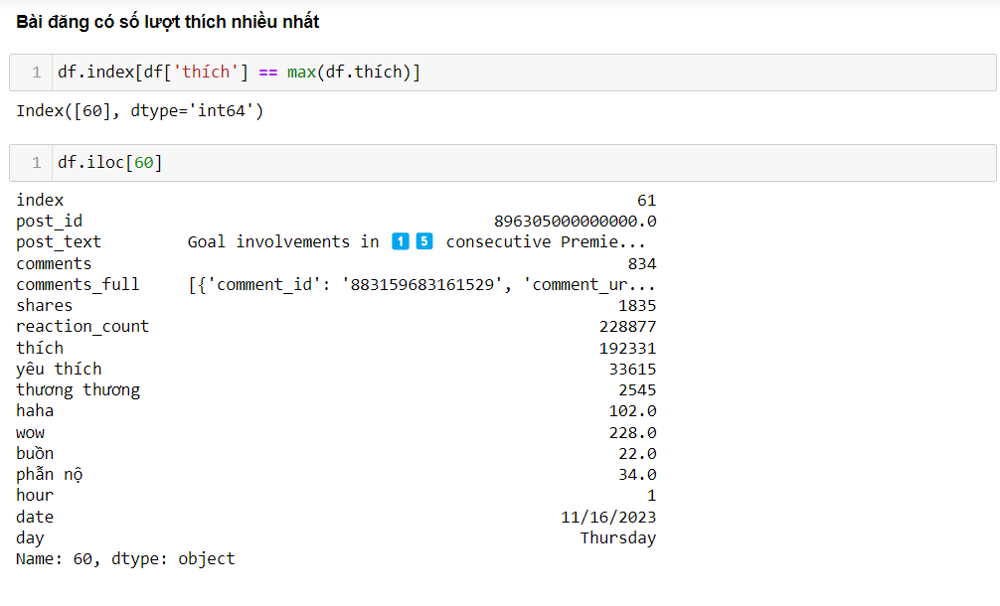 Bài đăng có số lượt thích nhiều nhất
1 df.index[df['thích'] == max(df.thích)]
Index([60], dtype='int64')
1 df.iloc[60]
index 61
post_id 896305000000000.0
post_text Goal involvements in 1️⃣5️⃣ consecutive Premie...
comments 834
comments_full [{'comment_id': '883159683161529', 'comment_ur...
shares 1835
reaction_count 228877
thích 192331
yêu thích 33615
thương thương 2545
haha 102.0
wow 228.0
buồn 22.0
phẫn nộ 34.0
hour 1
date 11/16/2023
day Thursday
Name: 60, dtype: object